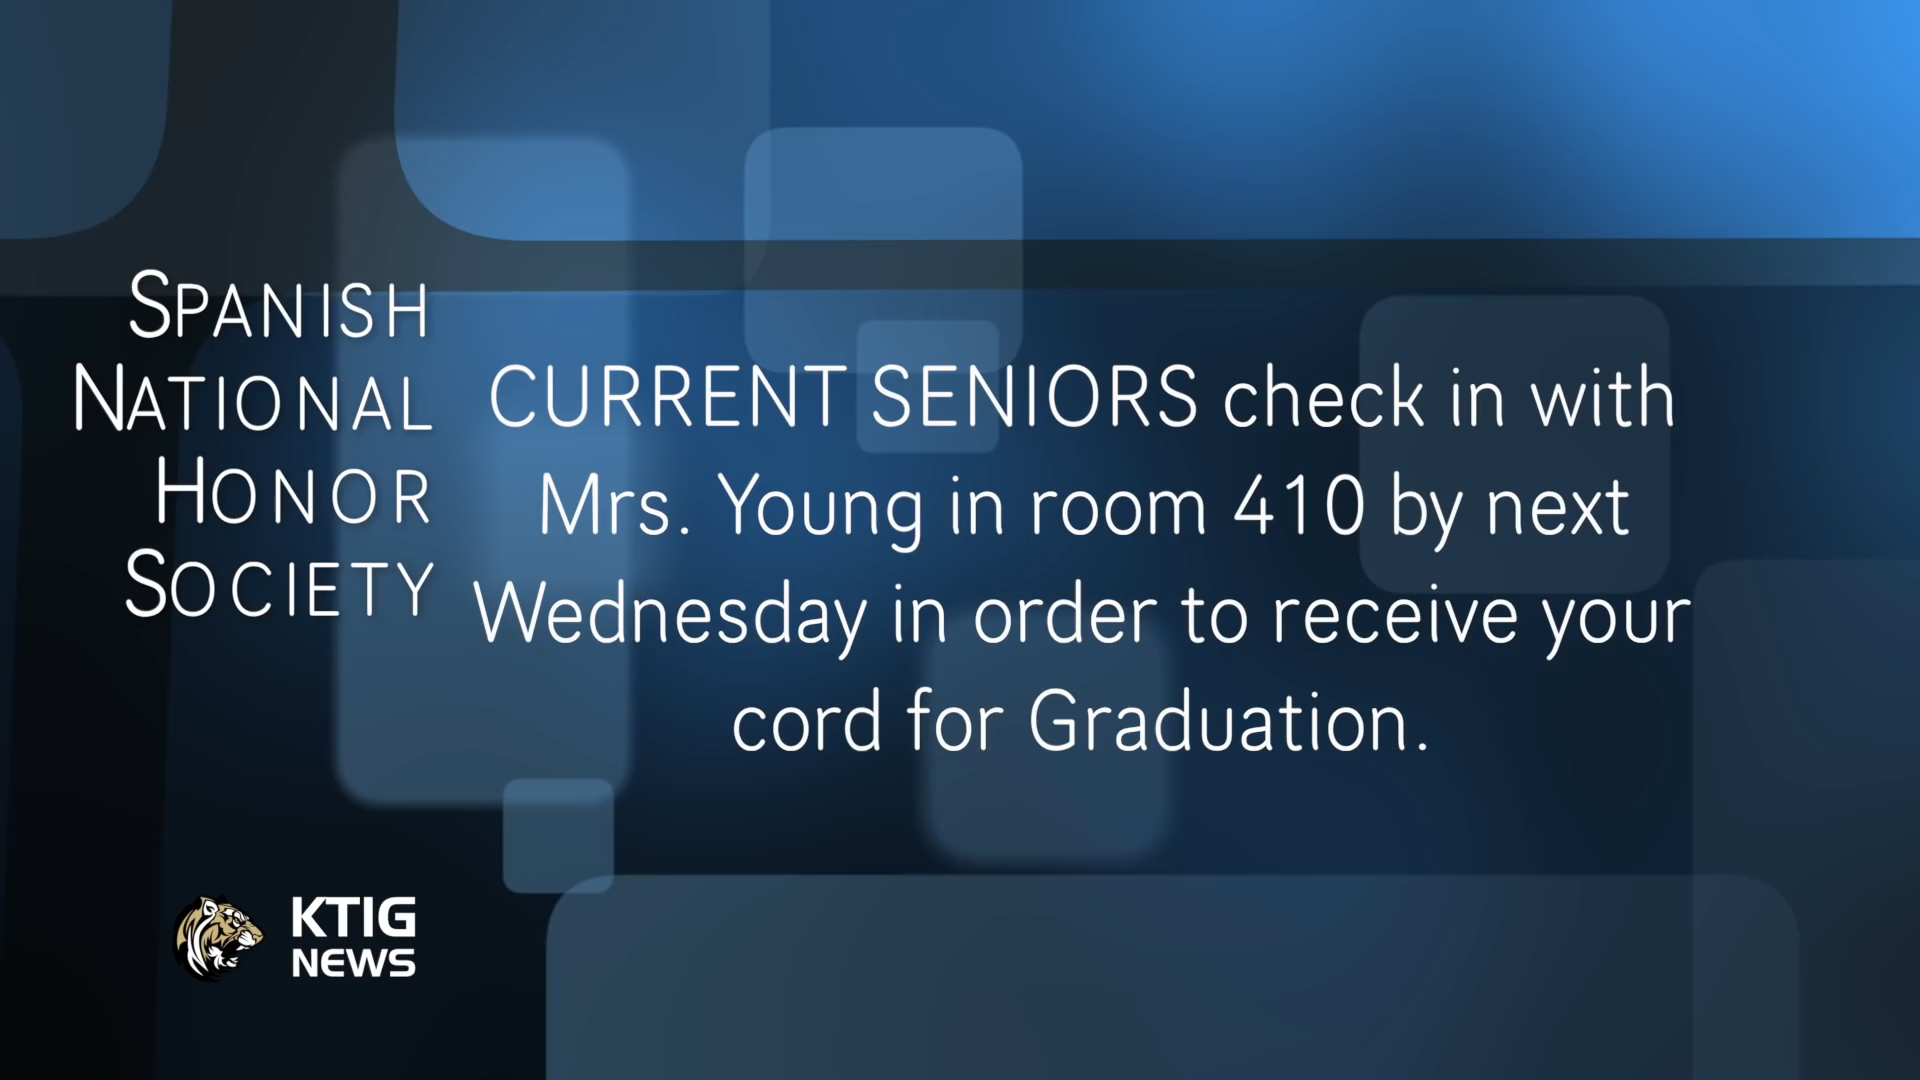 SPANISH
NATIONAL
HONOR
SOCIETY
CURRENT SENIORS check in with
Mrs. Young in room 410 by next
Wednesday in order to receive your
cord for Graduation.
KTIG
NEWS